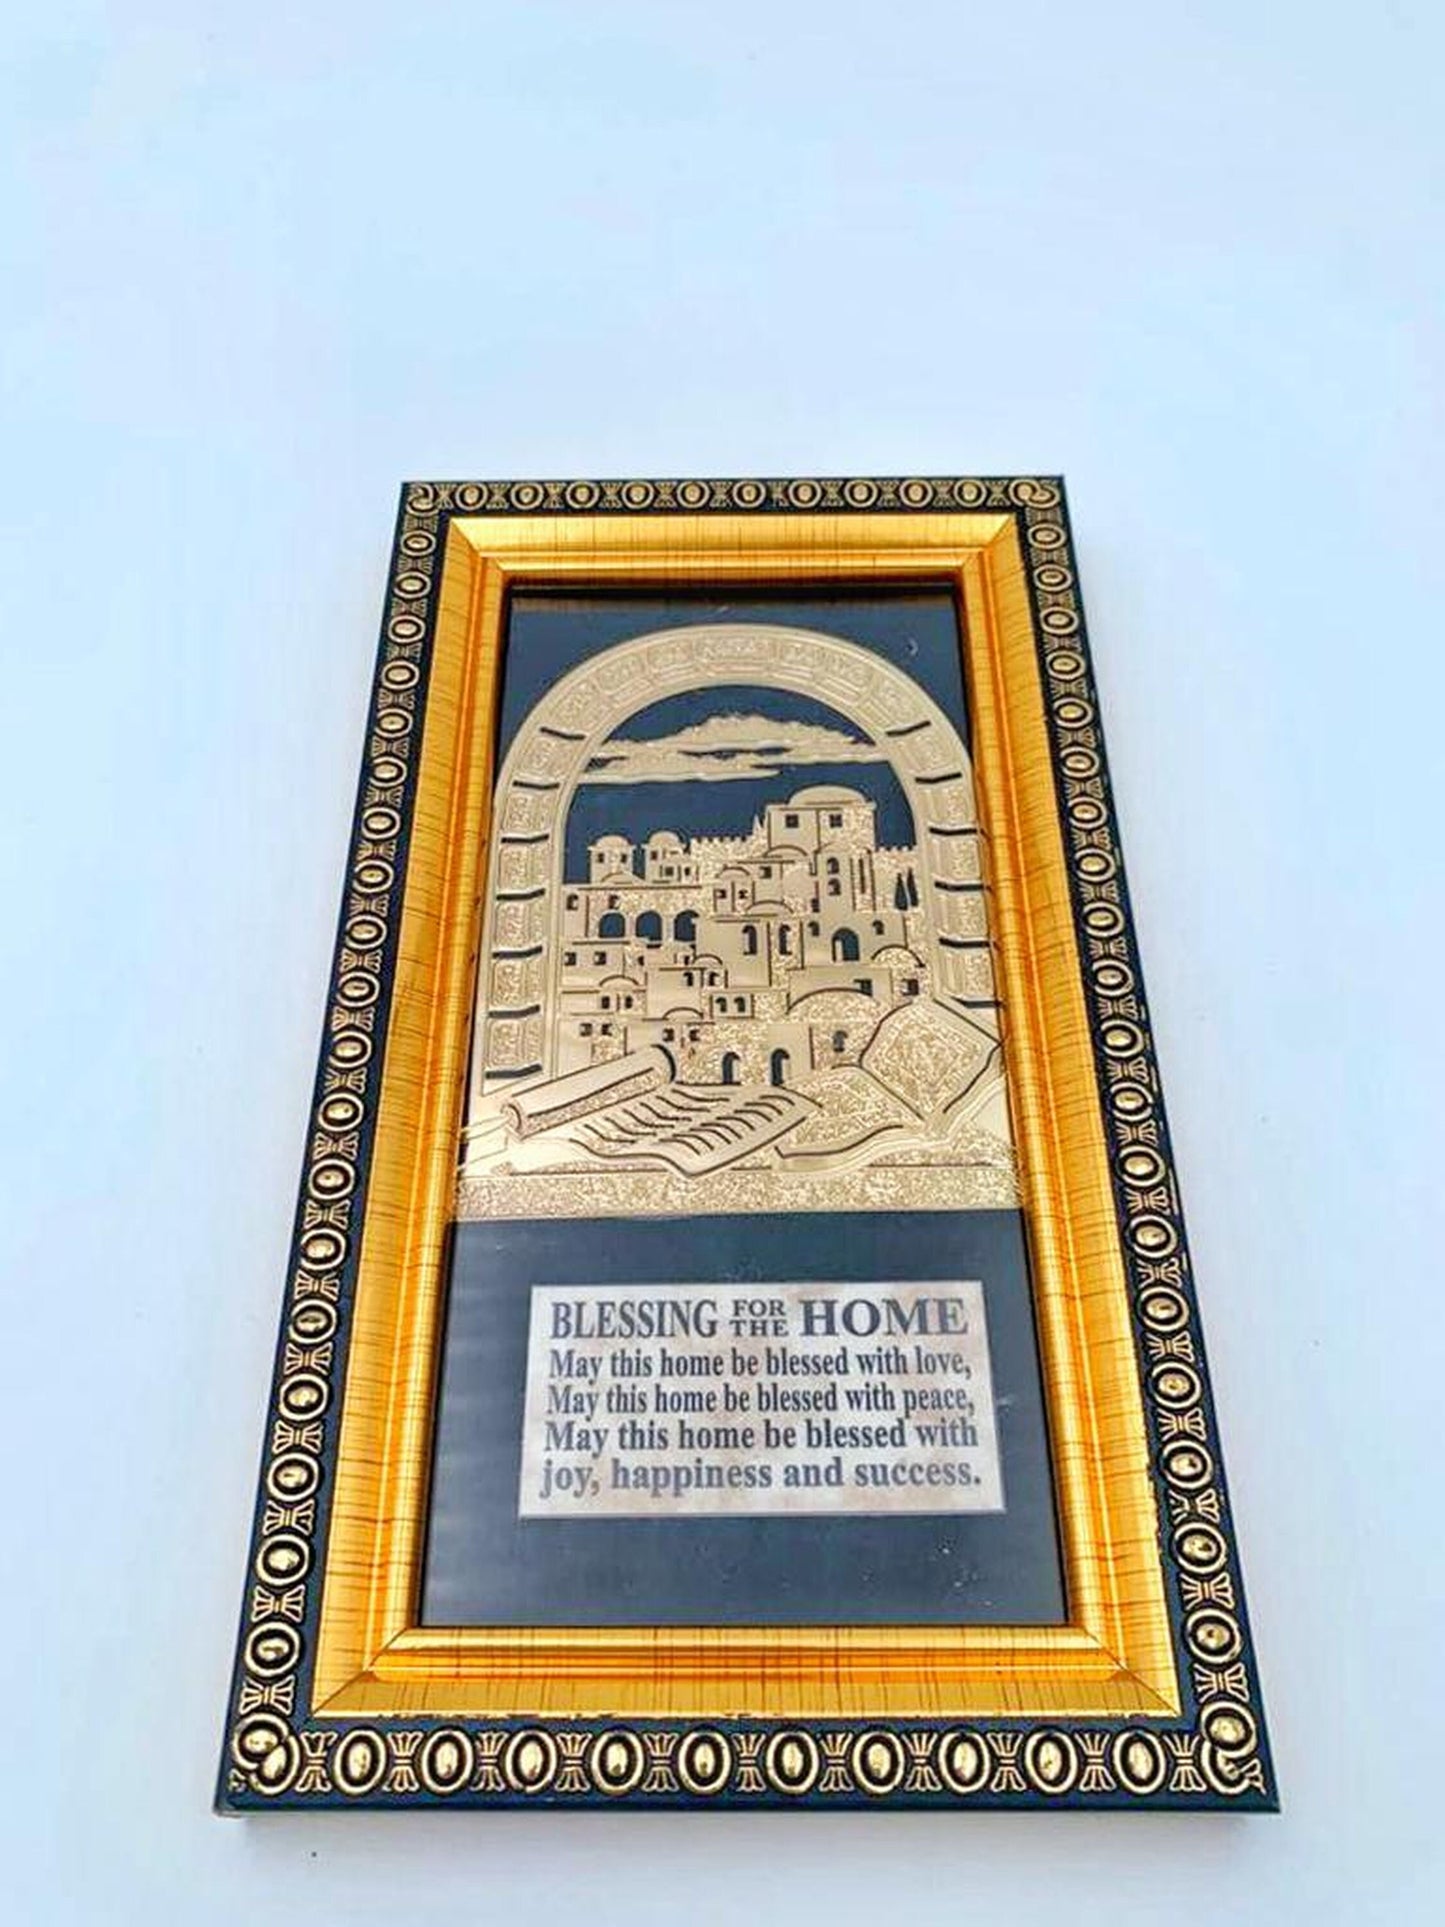 BLESSING FOR THE HOME
May this home be blessed with love,
May this home be blessed with peace,
May this home be blessed with
joy, happiness and success.